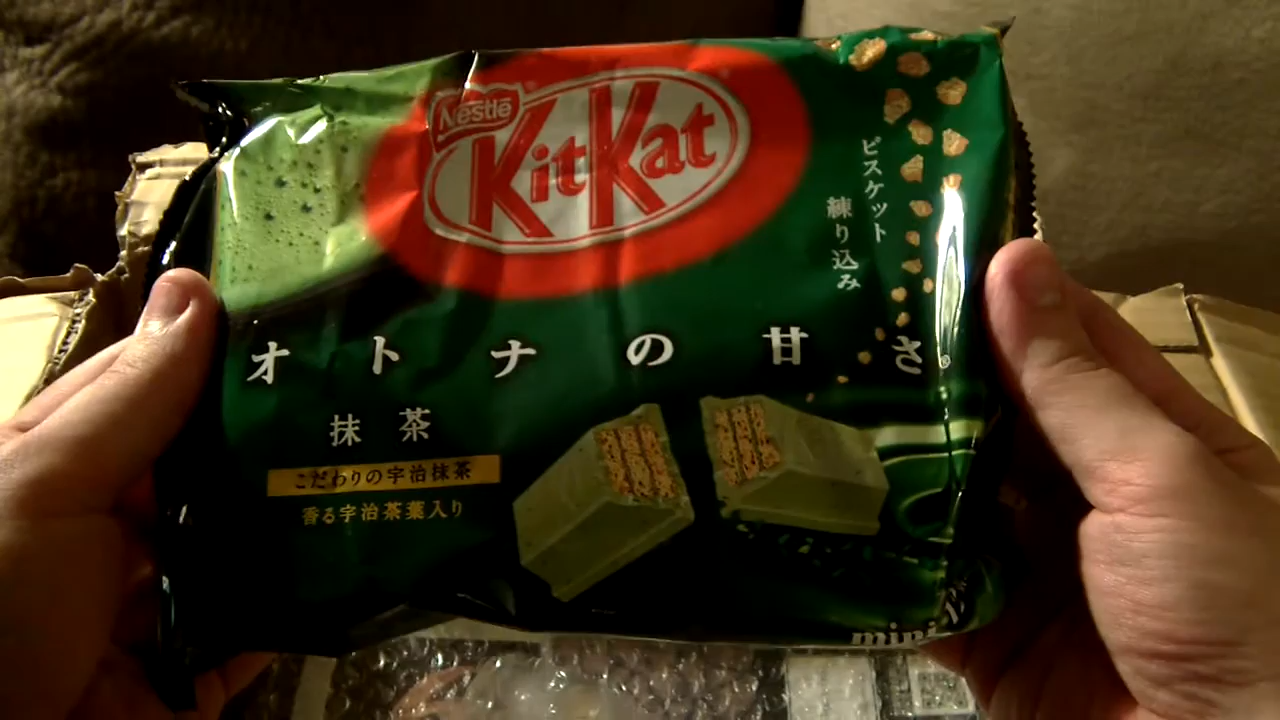 Nestlé
KitKat
ビスケット
練り込み
オトナの甘さ®
抹茶
こだわりの宇治抹茶
香る宇治茶葉入り
mini